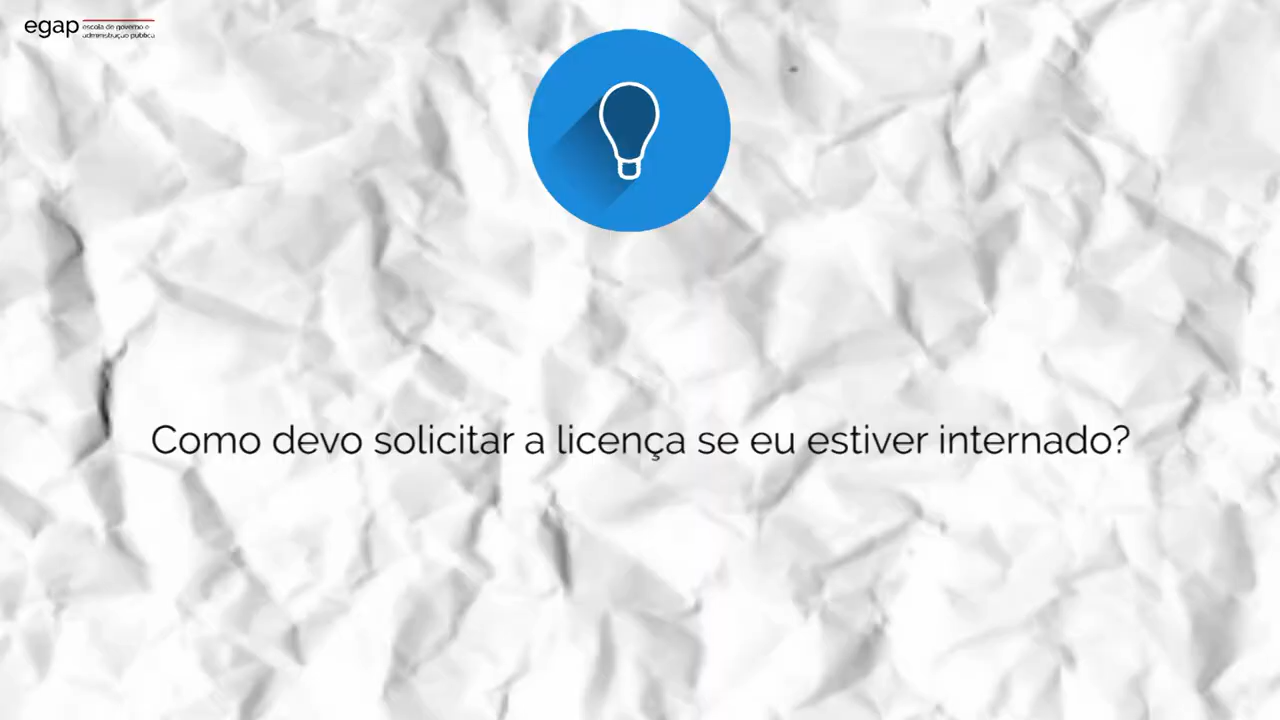 egap escola de governo e
administração pública
Como devo solicitar a licença se eu estiver internado?